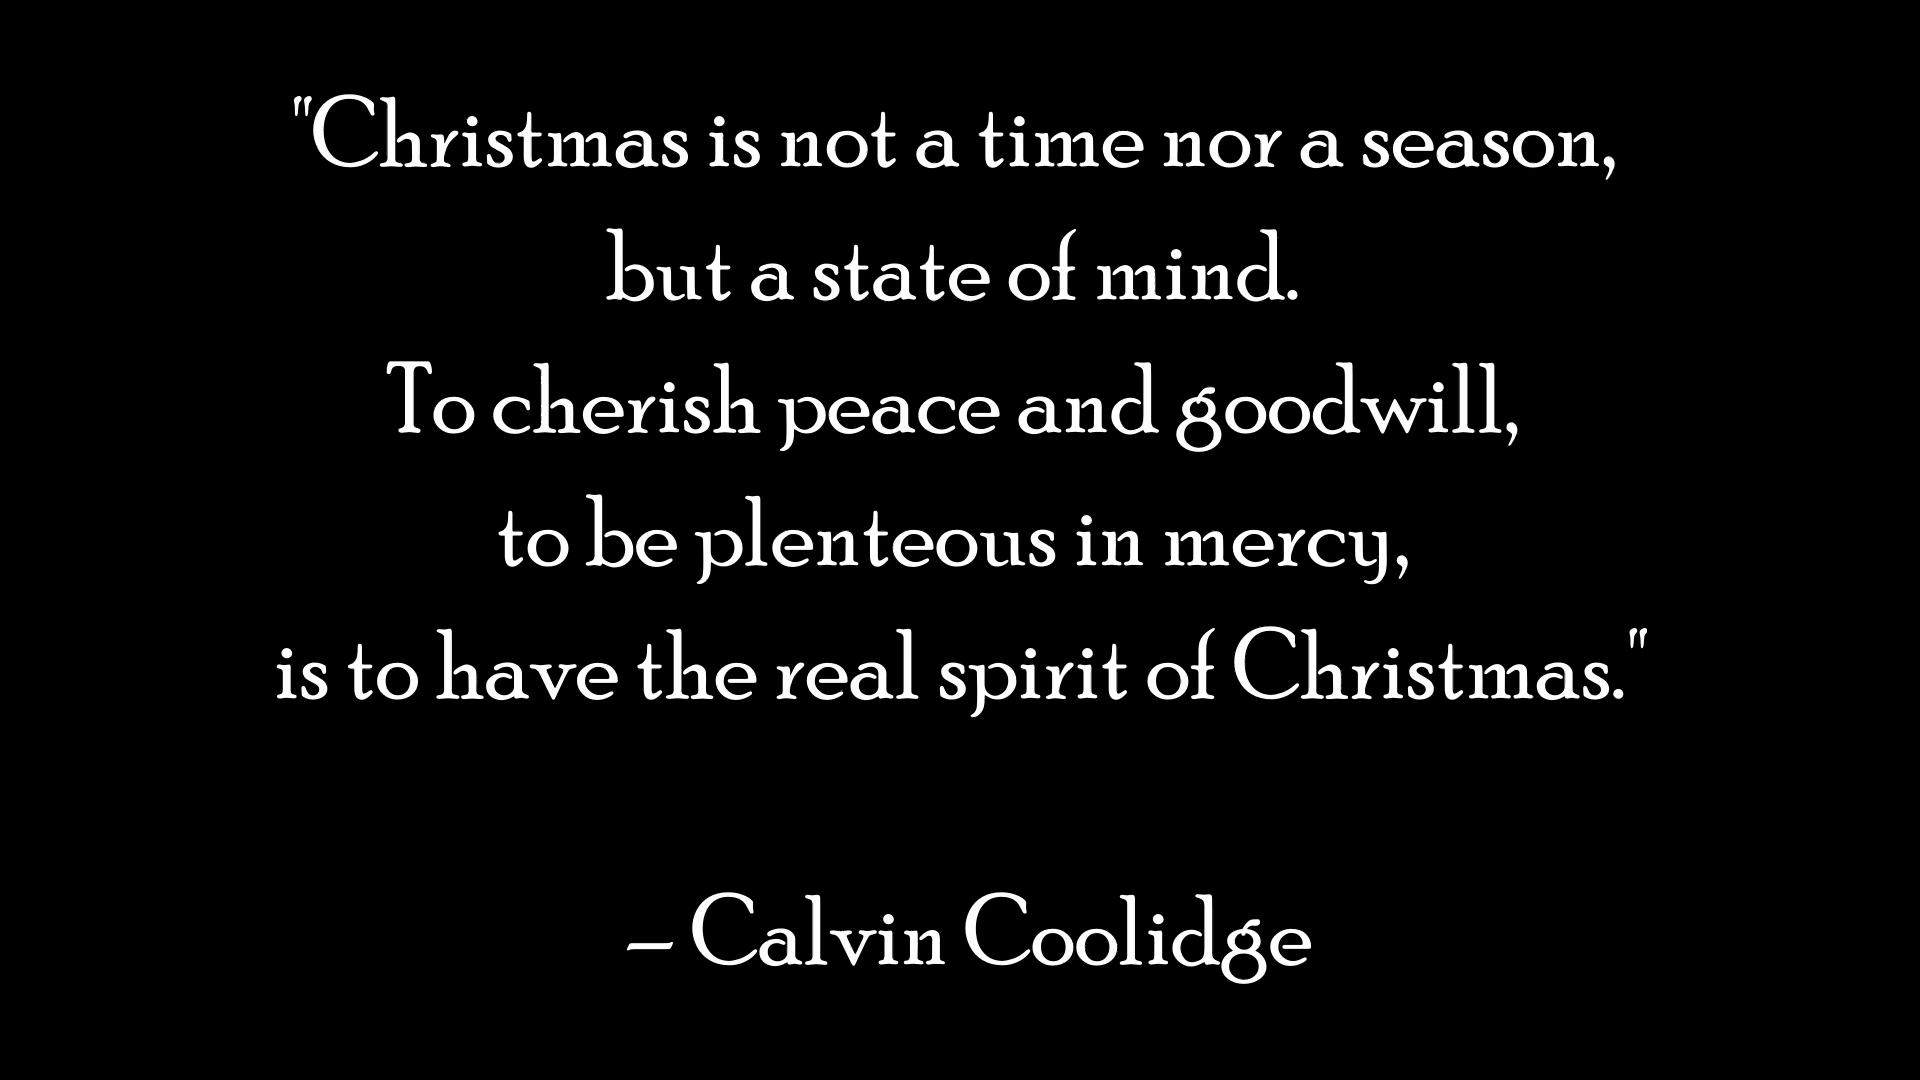 "Christmas is not a time nor a season,
but a state of mind.
To cherish peace and goodwill,
to be plenteous in mercy,
is to have the real spirit of Christmas."
– Calvin Coolidge